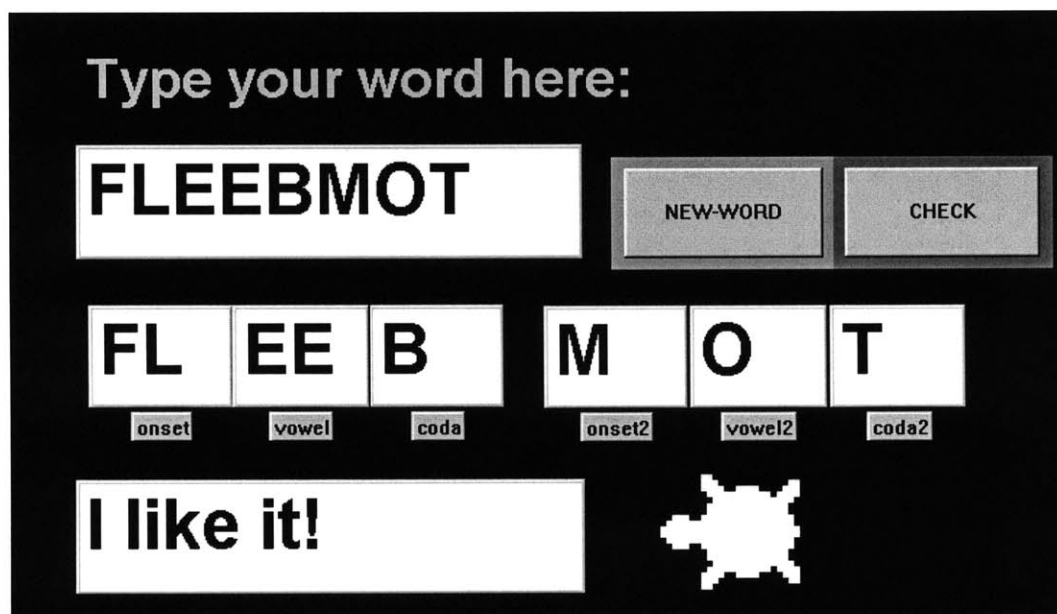 Type your word here:
FLEEBMOT
NEW-WORD CHECK
FL EE B M O T
onset vowel coda onset2 vowel2 coda2
I like it!